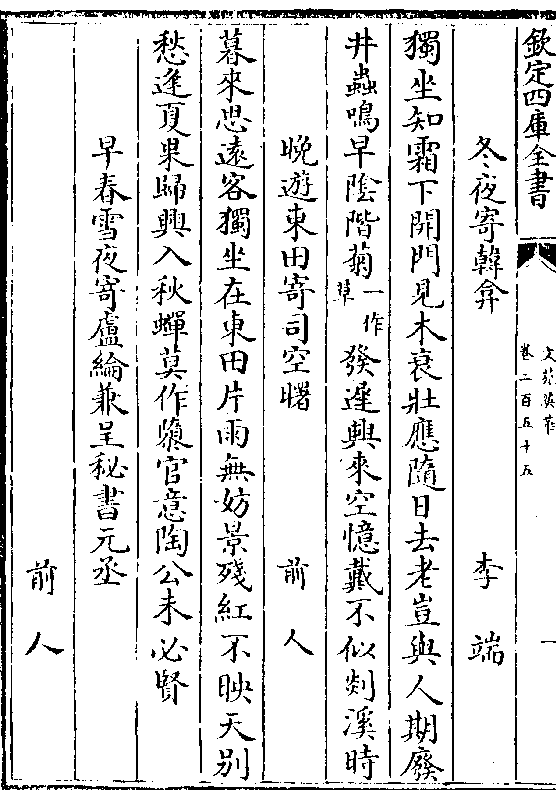 欽定四庫全書
文苑英華
卷二百五十五
一
冬夜寄韓弇 李端
獨坐知霜下開門見木衰壯應隨日去老豈與人期廢
井蟲鳴早陰階菊一作草發遲興來空憶戴不似剡溪時
晩遊東田寄司空曙 前人
暮來思遠客獨坐在東田片雨無妨景殘紅不映天别
愁逢夏果歸興入秋蟬莫作隳官意陶公未必賢
早春雪夜寄盧綸兼呈秘書元丞
前人